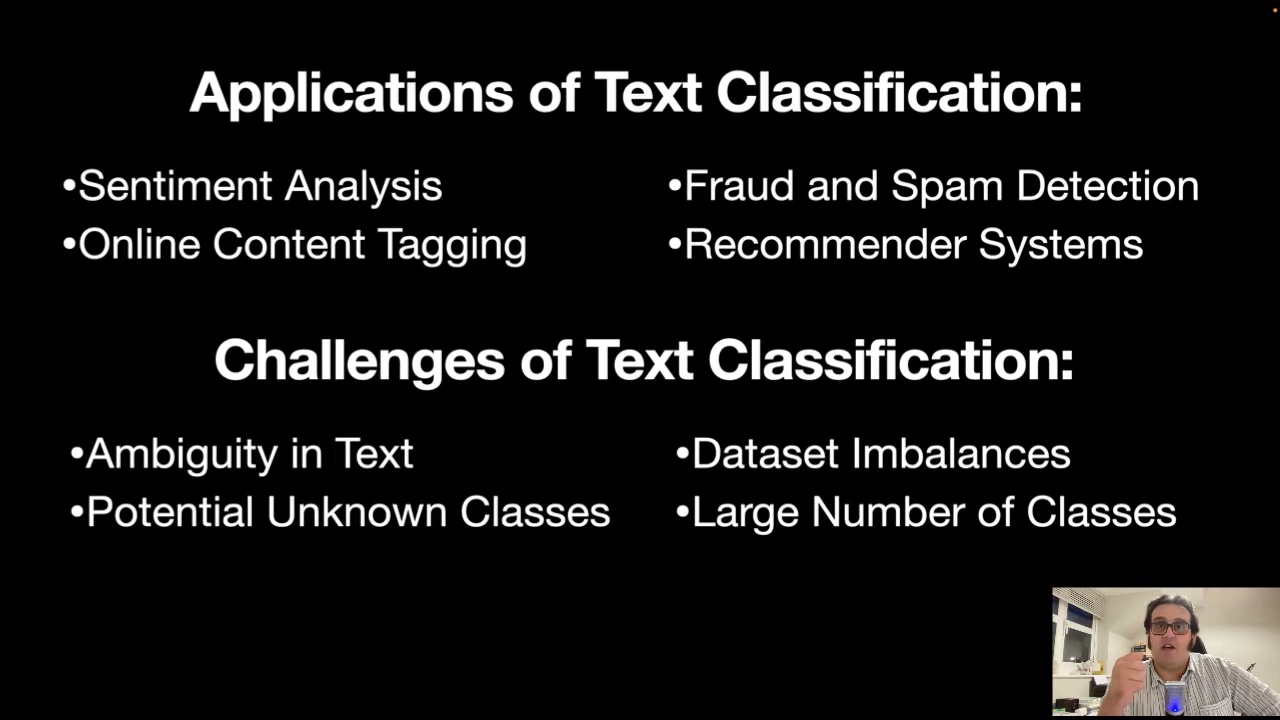 Applications of Text Classification:
•Sentiment Analysis
•Online Content Tagging
•Fraud and Spam Detection
•Recommender Systems
Challenges of Text Classification:
•Ambiguity in Text
•Potential Unknown Classes
•Dataset Imbalances
•Large Number of Classes